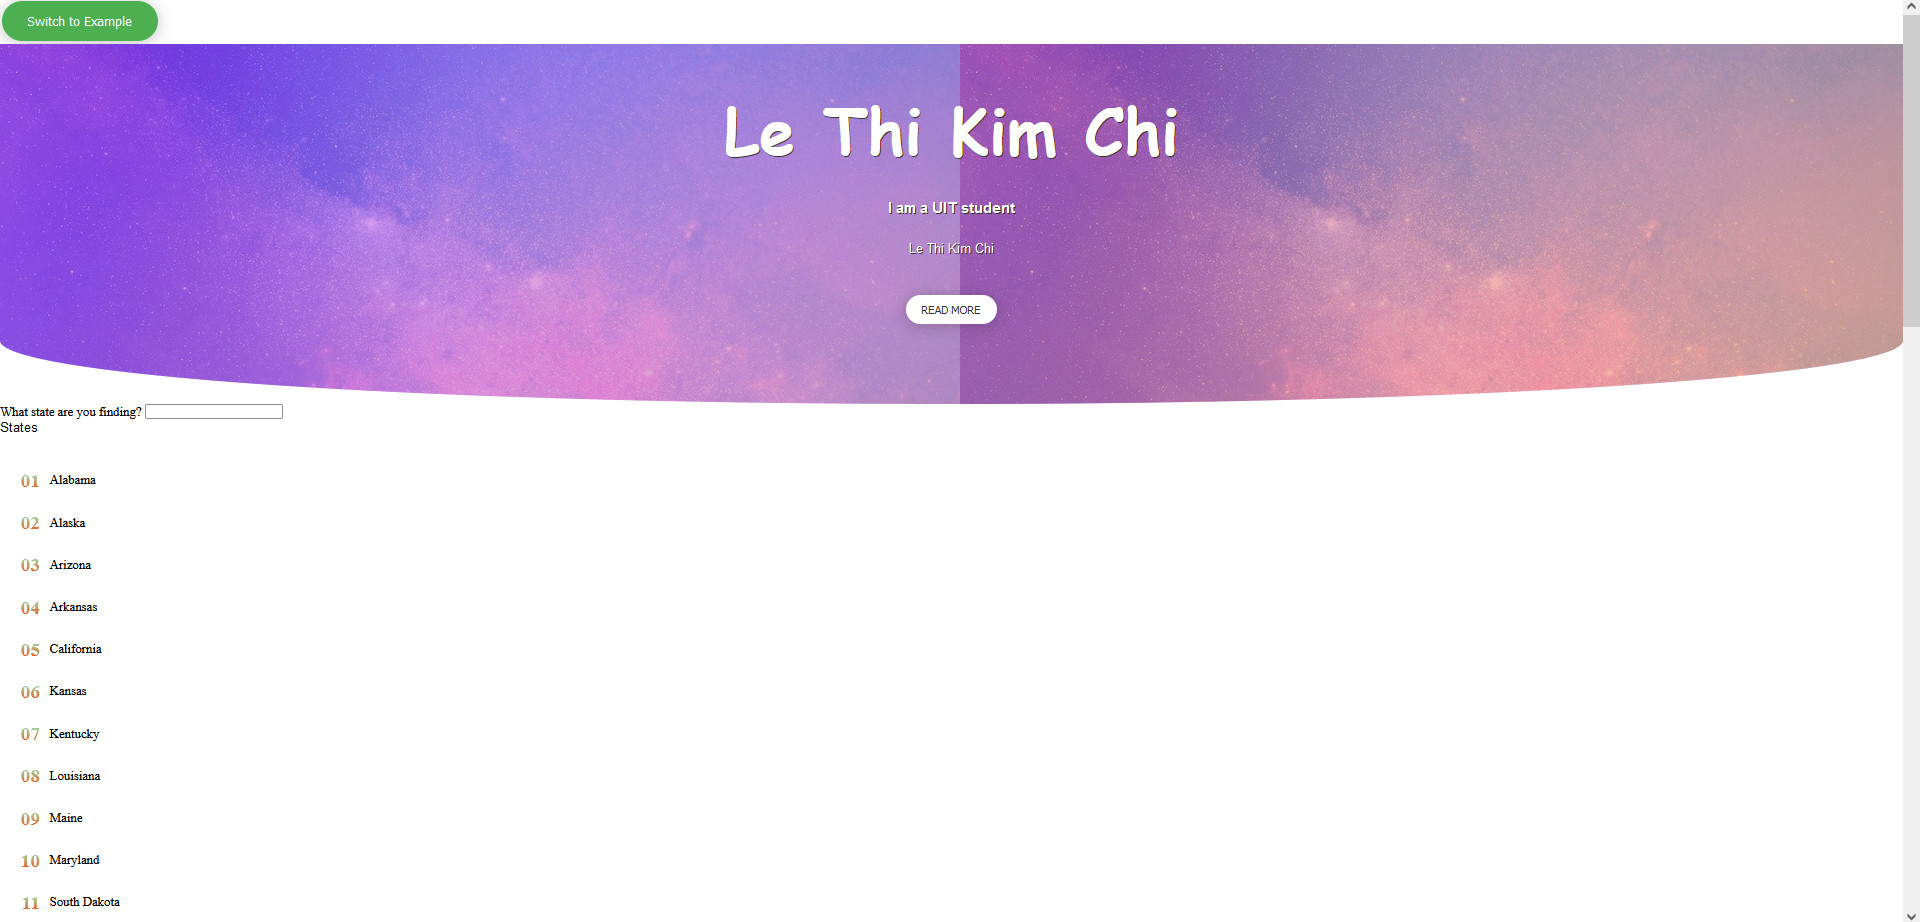 Switch to Example
Le Thi Kim Chi
I am a UIT student
Le Thi Kim Chi
READ MORE
What state are you finding?
States
01 Alabama
02 Alaska
03 Arizona
04 Arkansas
05 California
06 Kansas
07 Kentucky
08 Louisiana
09 Maine
10 Maryland
11 South Dakota